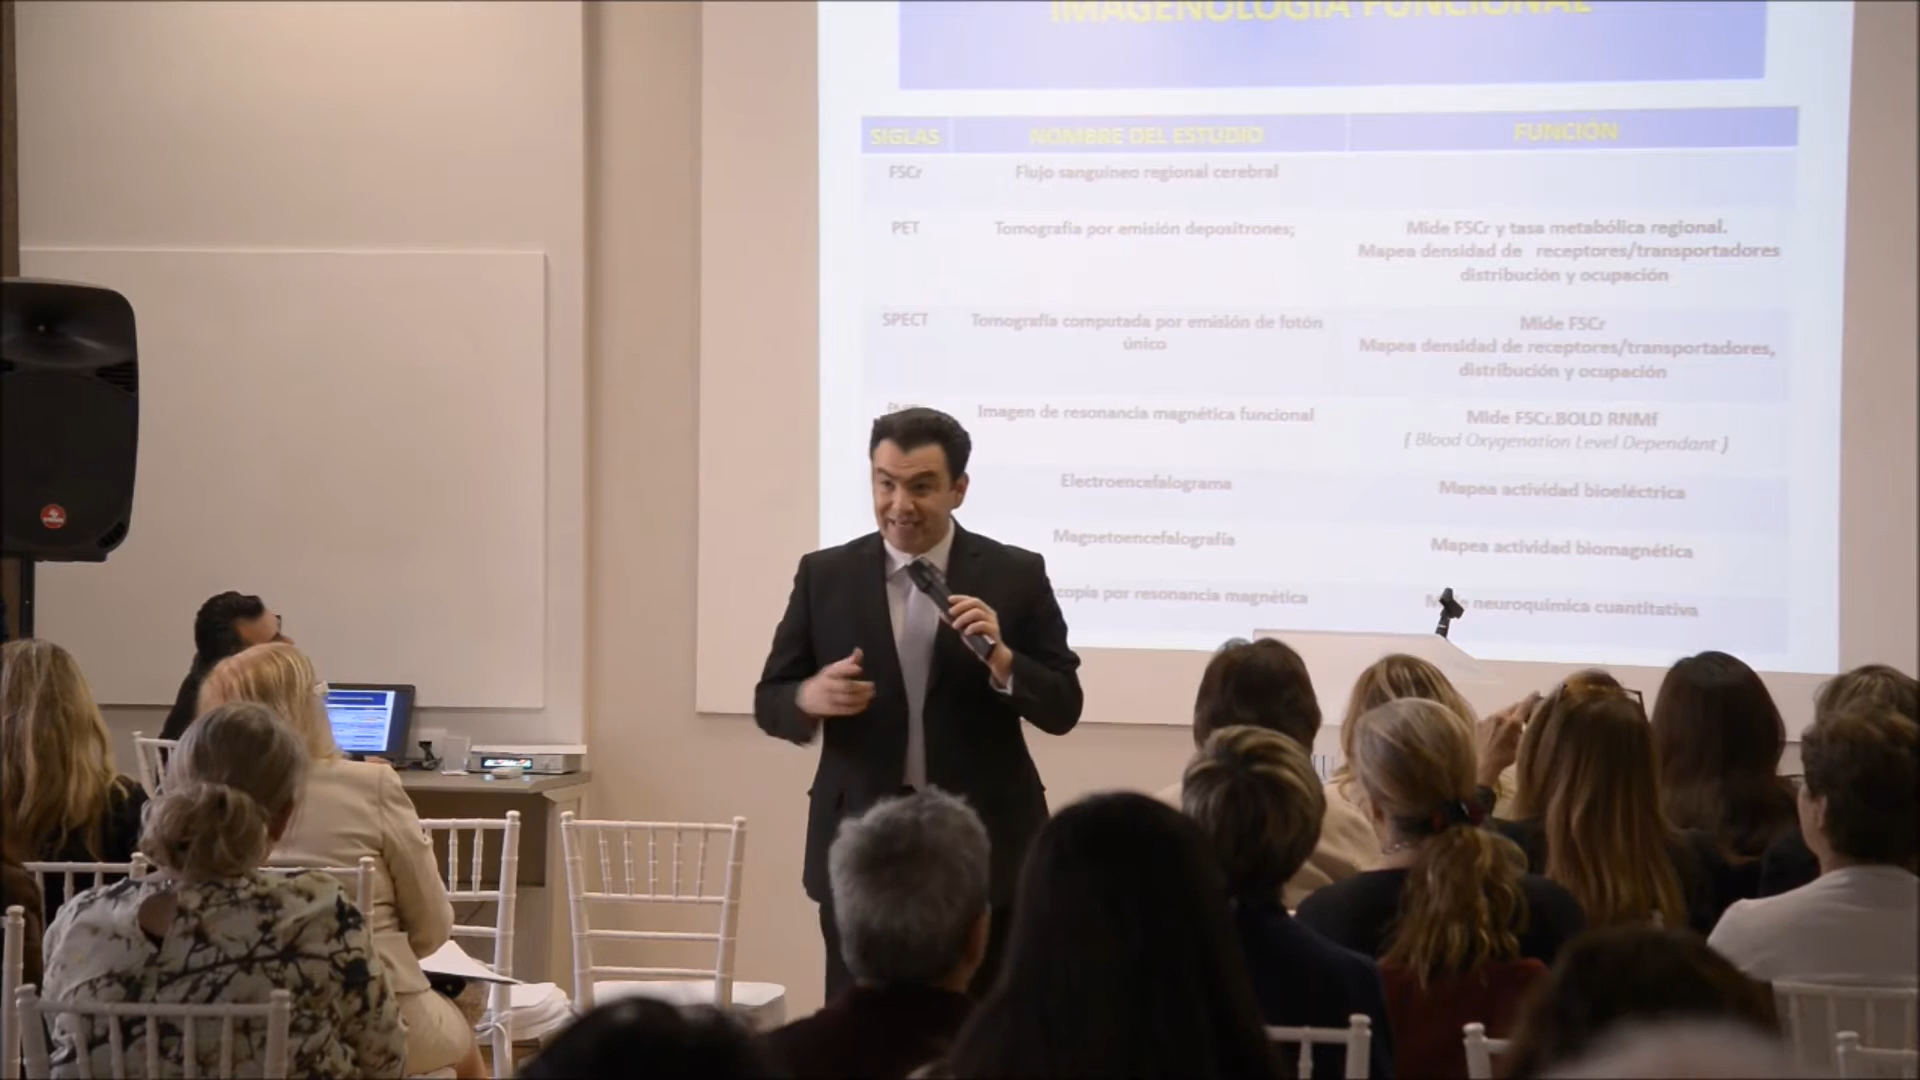 IMAGENOLOGÍA FUNCIONAL
SIGLAS NOMBRE DEL ESTUDIO FUNCIÓN
FSCr Flujo sanguíneo regional cerebral
PET Tomografía por emisión depositrones; Mide FSCr y tasa metabólica regional.
Mapea densidad de receptores/transportadores
distribución y ocupación
SPECT Tomografía computada por emisión de fotón
único
Mide FSCr
Mapea densidad de receptores/transportadores,
distribución y ocupación
Imagen de resonancia magnética funcional Mide FSCr.BOLD RNMf
( Blood Oxygenation Level Dependant )
Electroencefalograma Mapea actividad bioeléctrica
Magnetoencefalografía Mapea actividad biomagnética
copía por resonancia magnética neuroquímica cuantitativa